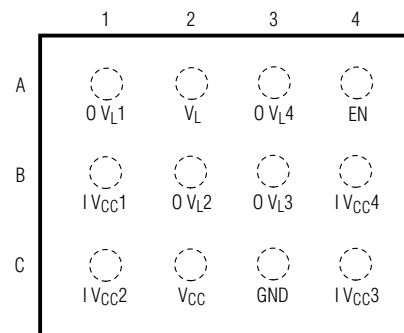 1 2 3 4
A
O VL1 VL O VL4 EN
B
I VCC1 O VL2 O VL3 I VCC4
C
I VCC2 VCC GND I VCC3